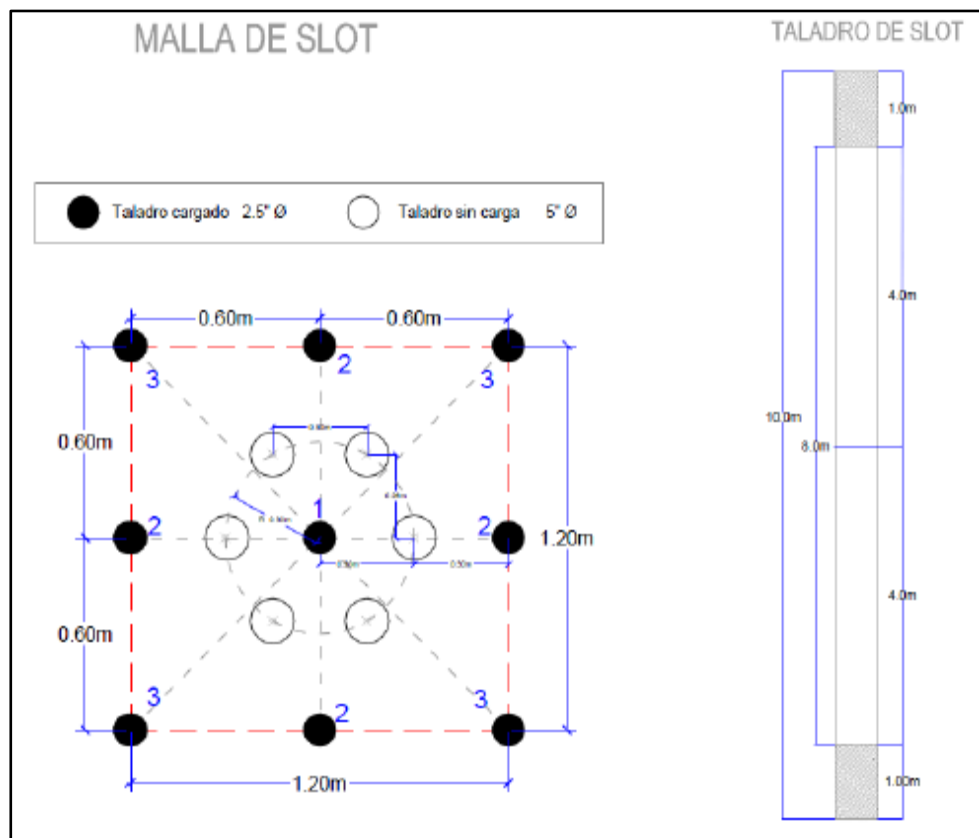 MALLA DE SLOT
TALADRO DE SLOT
Taladro cargado 2.5" Ø
Taladro sin carga 5" Ø
1.0m
4.0m
10.0m
8.0m
4.0m
1.00m
0.60m
0.60m
3
2
3
0.60m
1
2
2
1.20m
0.60m
3
2
3
1.20m